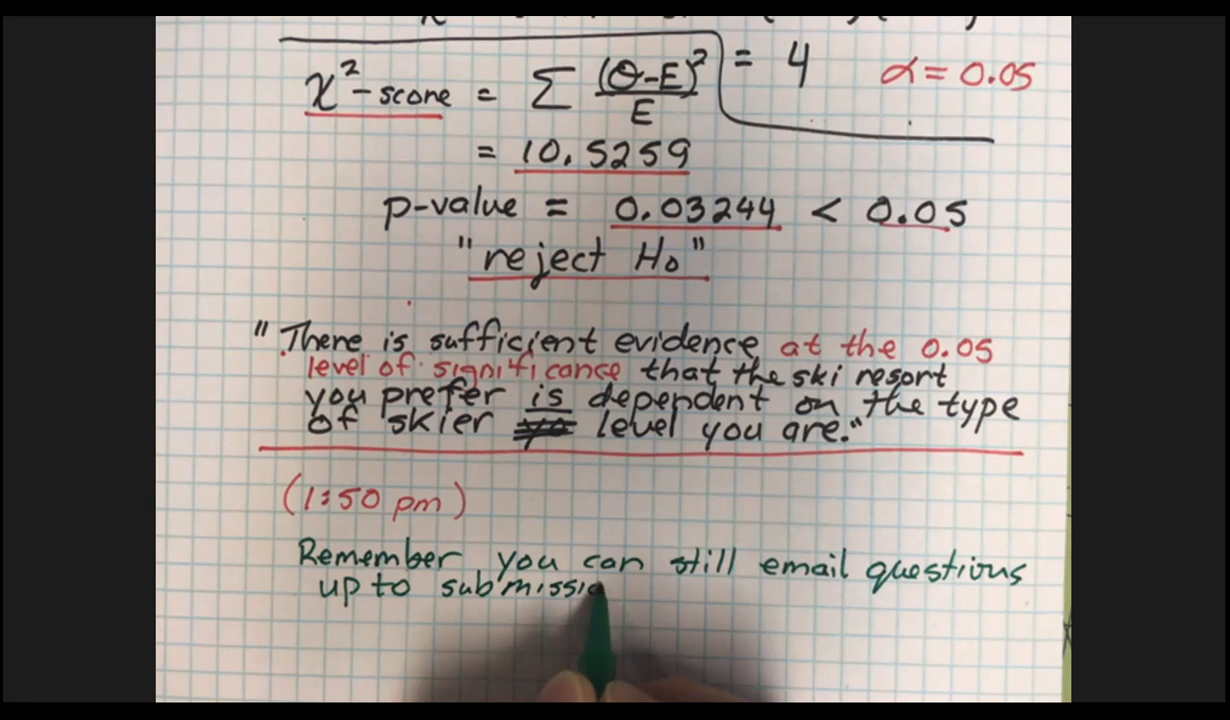 = 4 α = 0.05
χ²-score = Σ (O-E)² / E
= 10.5259
p-value = 0.03244 < 0.05
"reject H₀"
"There is sufficient evidence at the 0.05
level of significance that the ski resort
you prefer is dependent on the type
of skier level you are."
(1:50 pm)
Remember you can still email questions
up to submissio